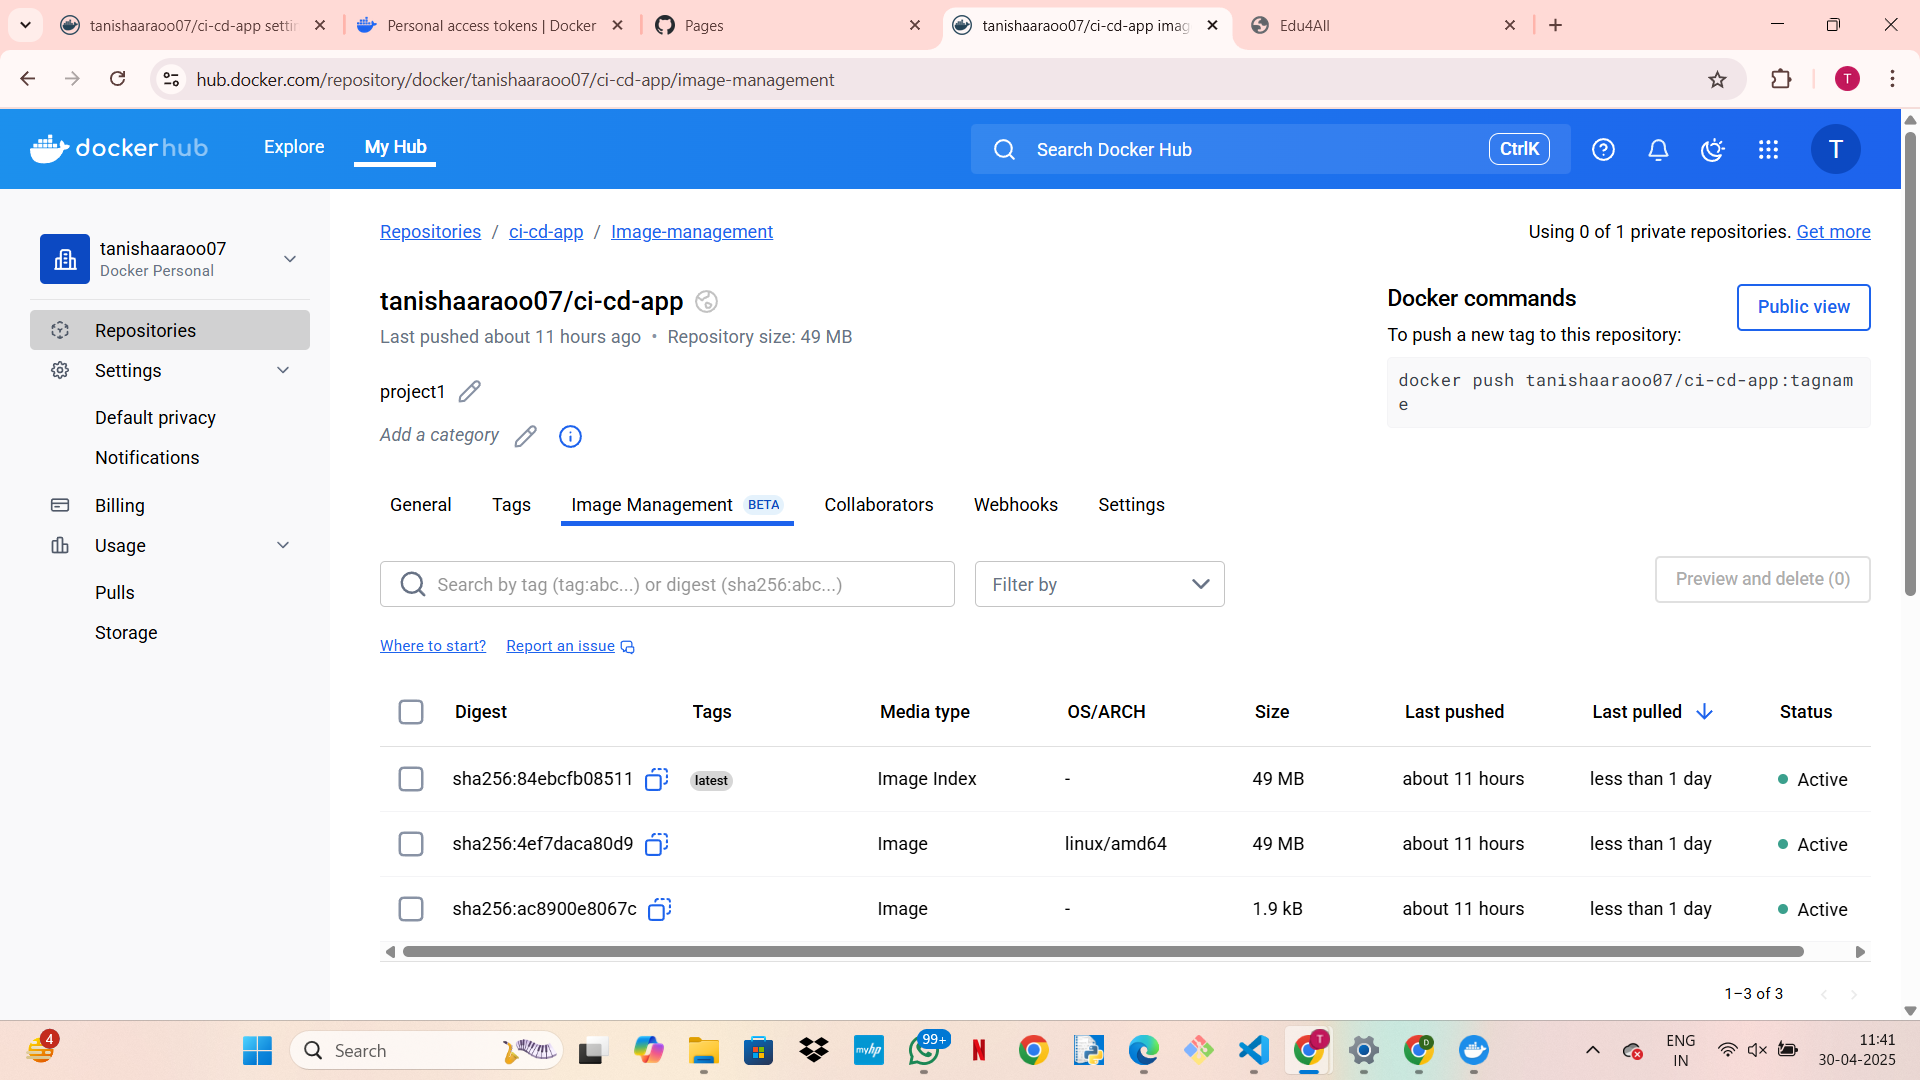 tanishaaraoo07/ci-cd-app setti
Personal access tokens | Docker
Pages
tanishaaraoo07/ci-cd-app imag
Edu4All
hub.docker.com/repository/docker/tanishaaraoo07/ci-cd-app/image-management
T
dockerhub
Explore
My Hub
Search Docker Hub
CtrlK
T
tanishaaraoo07
Docker Personal
Repositories
Settings
Default privacy
Notifications
Billing
Usage
Pulls
Storage
Repositories / ci-cd-app / Image-management
Using 0 of 1 private repositories. Get more
tanishaaraoo07/ci-cd-app
Last pushed about 11 hours ago • Repository size: 49 MB
project1
Add a category
Docker commands
Public view
To push a new tag to this repository:
docker push tanishaaraoo07/ci-cd-app:tagnam
e
General Tags Image Management BETA Collaborators Webhooks Settings
Search by tag (tag:abc...) or digest (sha256:abc...)
Filter by
Preview and delete (0)
Where to start? Report an issue
Digest Tags Media type OS/ARCH Size Last pushed Last pulled Status
sha256:84ebcfb08511 latest Image Index - 49 MB about 11 hours less than 1 day Active
sha256:4ef7daca80d9 Image linux/amd64 49 MB about 11 hours less than 1 day Active
sha256:ac8900e8067c Image - 1.9 kB about 11 hours less than 1 day Active
1–3 of 3
4
Search
myhp
99+
N
T
D
ENG
IN
11:41
30-04-2025